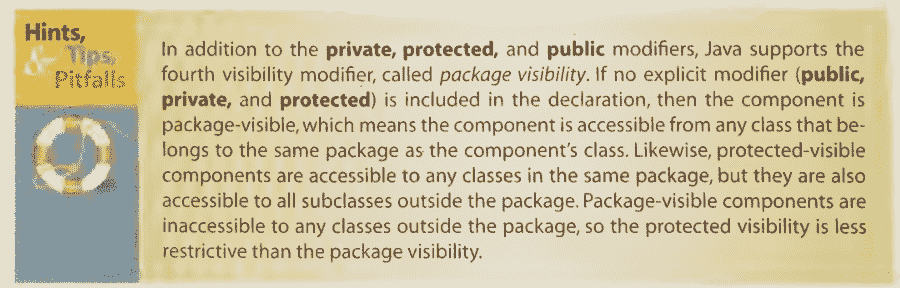 Hints,
& Tips,
Pitfalls
In addition to the private, protected, and public modifiers, Java supports the
fourth visibility modifier, called package visibility. If no explicit modifier (public,
private, and protected) is included in the declaration, then the component is
package-visible, which means the component is accessible from any class that be-
longs to the same package as the component's class. Likewise, protected-visible
components are accessible to any classes in the same package, but they are also
accessible to all subclasses outside the package. Package-visible components are
inaccessible to any classes outside the package, so the protected visibility is less
restrictive than the package visibility.